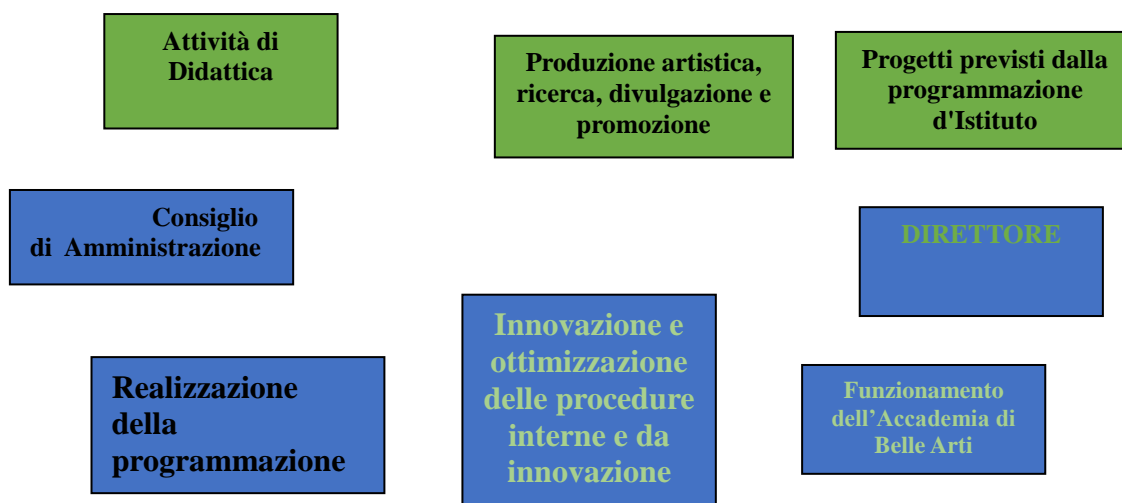 Attività di
Didattica
Produzione artistica,
ricerca, divulgazione e
promozione
Progetti previsti dalla
programmazione
d'Istituto
Consiglio
di Amministrazione
DIRETTORE
Realizzazione
della
programmazione
Innovazione e
ottimizzazione
delle procedure
interne e da
innovazione
Funzionamento
dell’Accademia di
Belle Arti